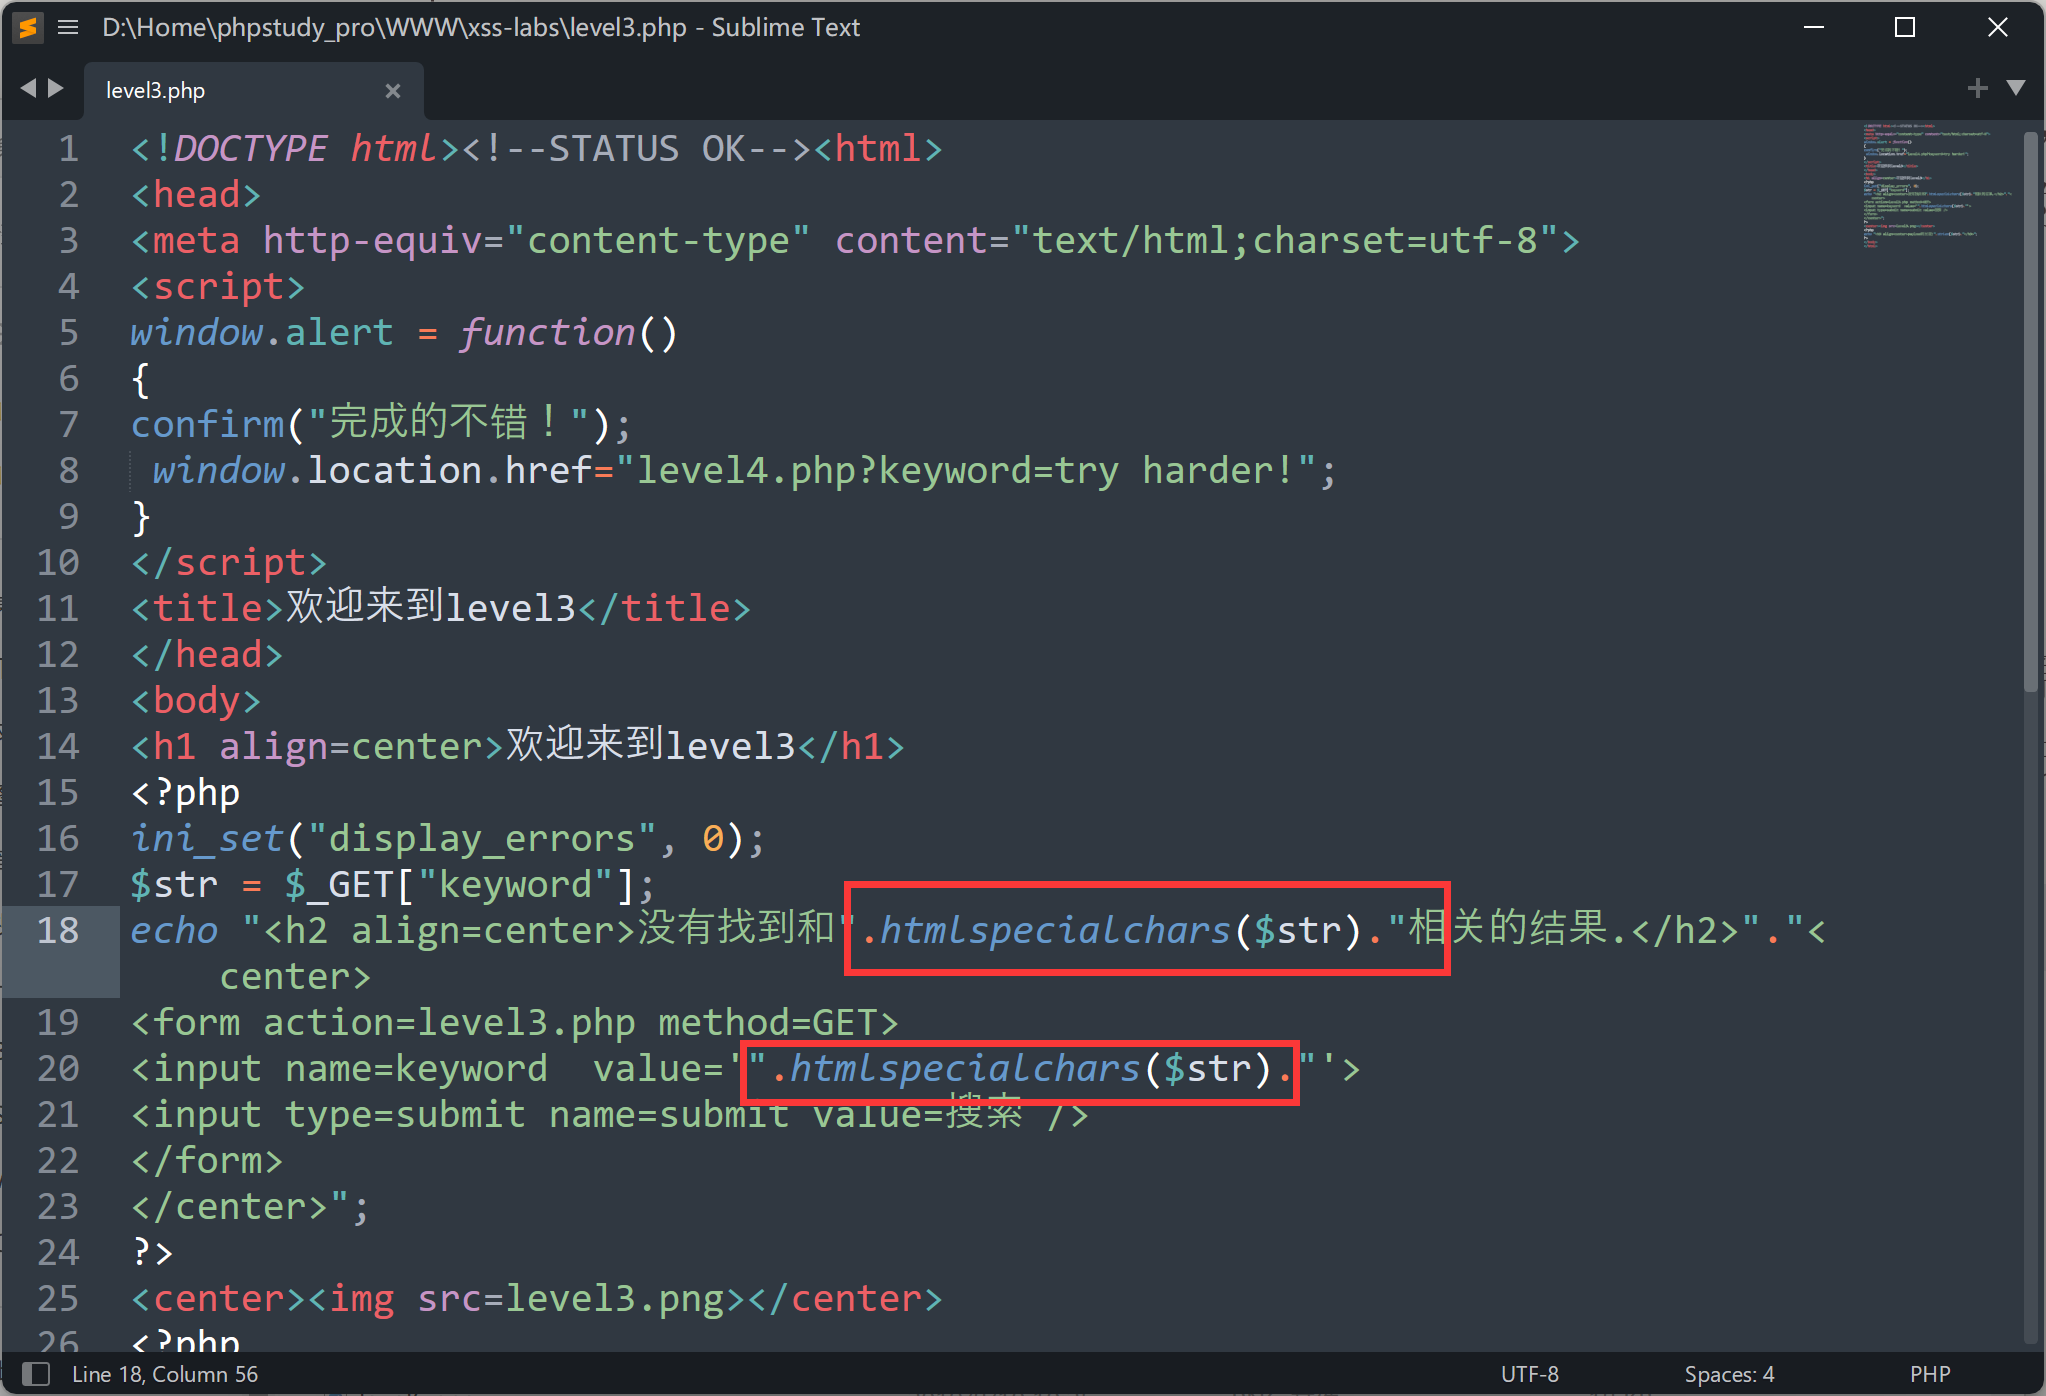 D:\Home\phpstudy_pro\WWW\xss-labs\level3.php - Sublime Text
level3.php
1 <!DOCTYPE html><!--STATUS OK--><html>
2 <head>
3 <meta http-equiv="content-type" content="text/html;charset=utf-8">
4 <script>
5 window.alert = function()
6 {
7 confirm("完成的不错！");
8  window.location.href="level4.php?keyword=try harder!";
9 }
10 </script>
11 <title>欢迎来到level3</title>
12 </head>
13 <body>
14 <h1 align=center>欢迎来到level3</h1>
15 <?php
16 ini_set("display_errors", 0);
17 $str = $_GET["keyword"];
18 echo "<h2 align=center>没有找到和".htmlspecialchars($str)."相关的结果.</h2>"."<
center>
19 <form action=level3.php method=GET>
20 <input name=keyword  value='".htmlspecialchars($str)."'>
21 <input type=submit name=submit value=搜索 />
22 </form>
23 </center>";
24 ?>
25 <center><img src=level3.png></center>
26 <?php
Line 18, Column 56
UTF-8
Spaces: 4
PHP